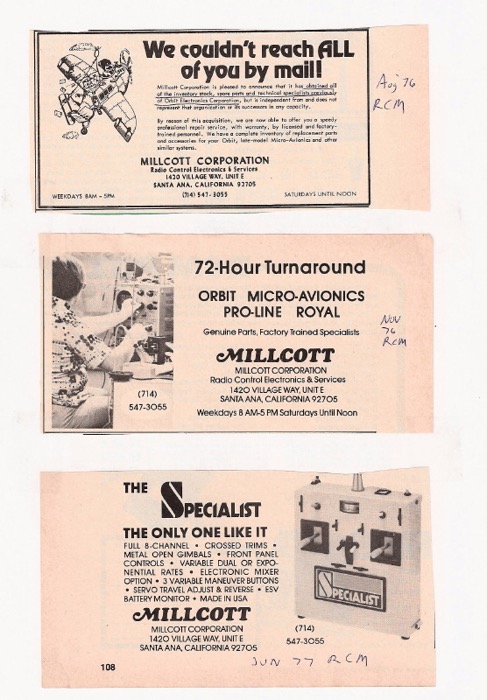 We couldn't reach ALL
of you by mail!
Millcott Corporation is pleased to announce that it has obtained all
of the inventory stock, spare parts and technical specialists previously
of Orbit Electronics Corporation, but is independent from and does not
represent that organization or its successors in any capacity.
By reason of this acquisition, we are now able to offer you a speedy
professional repair service, with warranty, by licensed and factory-
trained personnel. We have a complete inventory of replacement parts
and accessories for your Orbit, late-model Micro-Avionics and other
similar systems.
MILLCOTT CORPORATION
Radio Control Electronics & Services
1420 VILLAGE WAY, UNIT E
SANTA ANA, CALIFORNIA 92705
WEEKDAYS 8AM - 5PM
(714) 547-3055
SATURDAYS UNTIL NOON
Aug 76
RCM
72-Hour Turnaround
ORBIT MICRO-AVIONICS
PRO-LINE ROYAL
Genuine Parts, Factory Trained Specialists
MILLCOTT
MILLCOTT CORPORATION
Radio Control Electronics & Services
1420 VILLAGE WAY, UNIT E
SANTA ANA, CALIFORNIA 92705
Weekdays 8 AM-5 PM Saturdays Until Noon
(714)
547-3055
NOV
76
RCM
THE SPECIALIST
THE ONLY ONE LIKE IT
FULL 8-CHANNEL • CROSSED TRIMS •
METAL OPEN GIMBALS • FRONT PANEL
CONTROLS • VARIABLE DUAL OR EXPO-
NENTIAL RATES • ELECTRONIC MIXER
OPTION • 3 VARIABLE MANEUVER BUTTONS
• SERVO TRAVEL ADJUST & REVERSE • ESV
BATTERY MONITOR • MADE IN USA
MILLCOTT
MILLCOTT CORPORATION
1420 VILLAGE WAY, UNIT E
SANTA ANA, CALIFORNIA 92705
SPECIALIST
(714)
547-3055
108
JUN 77 RCM